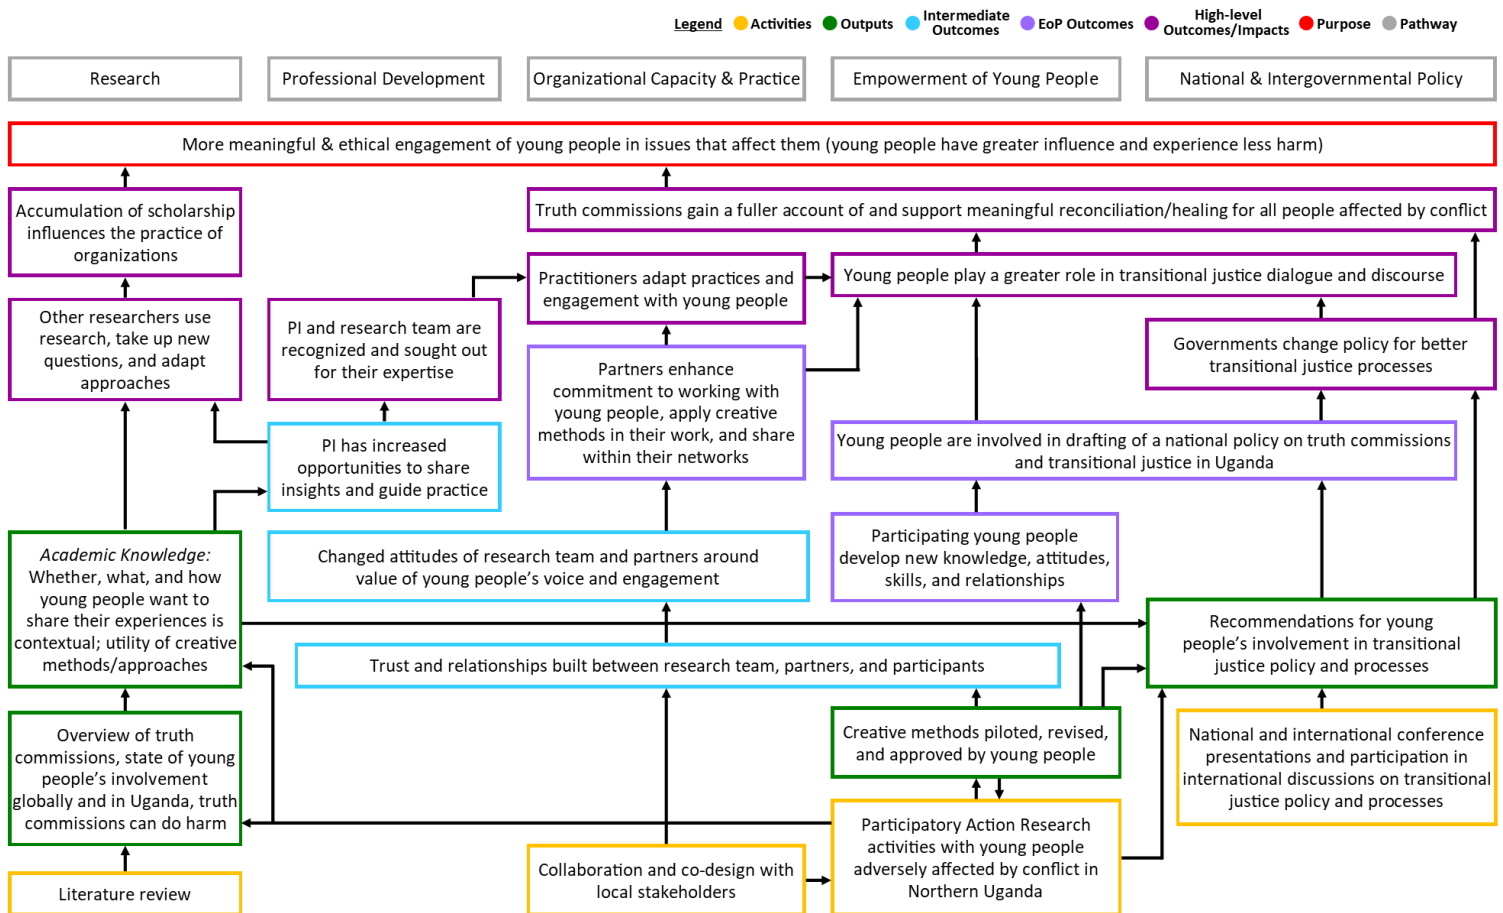 Legend
Activities
Outputs
Intermediate
Outcomes
EoP Outcomes
High-level
Outcomes/Impacts
Purpose
Pathway
Research
Professional Development
Organizational Capacity & Practice
Empowerment of Young People
National & Intergovernmental Policy
More meaningful & ethical engagement of young people in issues that affect them (young people have greater influence and experience less harm)
Accumulation of scholarship
influences the practice of
organizations
Truth commissions gain a fuller account of and support meaningful reconciliation/healing for all people affected by conflict
Practitioners adapt practices and
engagement with young people
Young people play a greater role in transitional justice dialogue and discourse
Other researchers use
research, take up new
questions, and adapt
approaches
PI and research team are
recognized and sought out
for their expertise
Governments change policy for better
transitional justice processes
Partners enhance
commitment to working with
young people, apply creative
methods in their work, and share
within their networks
PI has increased
opportunities to share
insights and guide practice
Young people are involved in drafting of a national policy on truth commissions
and transitional justice in Uganda
Academic Knowledge:
Whether, what, and how
young people want to
share their experiences is
contextual; utility of creative
methods/approaches
Changed attitudes of research team and partners around
value of young people's voice and engagement
Participating young people
develop new knowledge, attitudes,
skills, and relationships
Recommendations for young
people's involvement in transitional
justice policy and processes
Trust and relationships built between research team, partners, and participants
Overview of truth
commissions, state of young
people's involvement
globally and in Uganda, truth
commissions can do harm
Creative methods piloted, revised,
and approved by young people
National and international conference
presentations and participation in
international discussions on transitional
justice policy and processes
Participatory Action Research
activities with young people
adversely affected by conflict in
Northern Uganda
Collaboration and co-design with
local stakeholders
Literature review